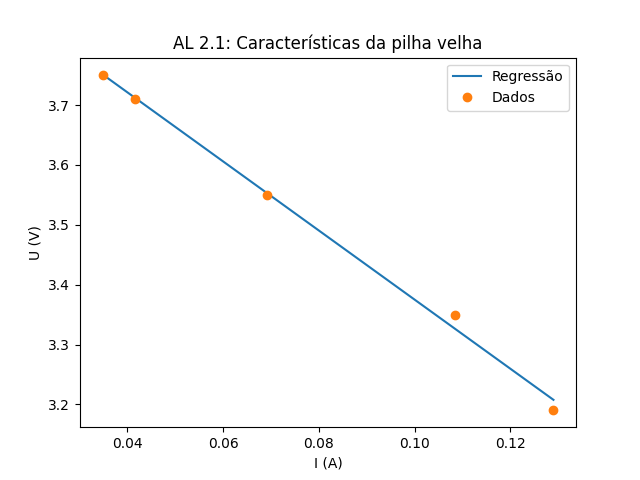 AL 2.1: Características da pilha velha
Regressão
Dados
U (V)
3.7
3.6
3.5
3.4
3.3
3.2
0.04 0.06 0.08 0.10 0.12
I (A)